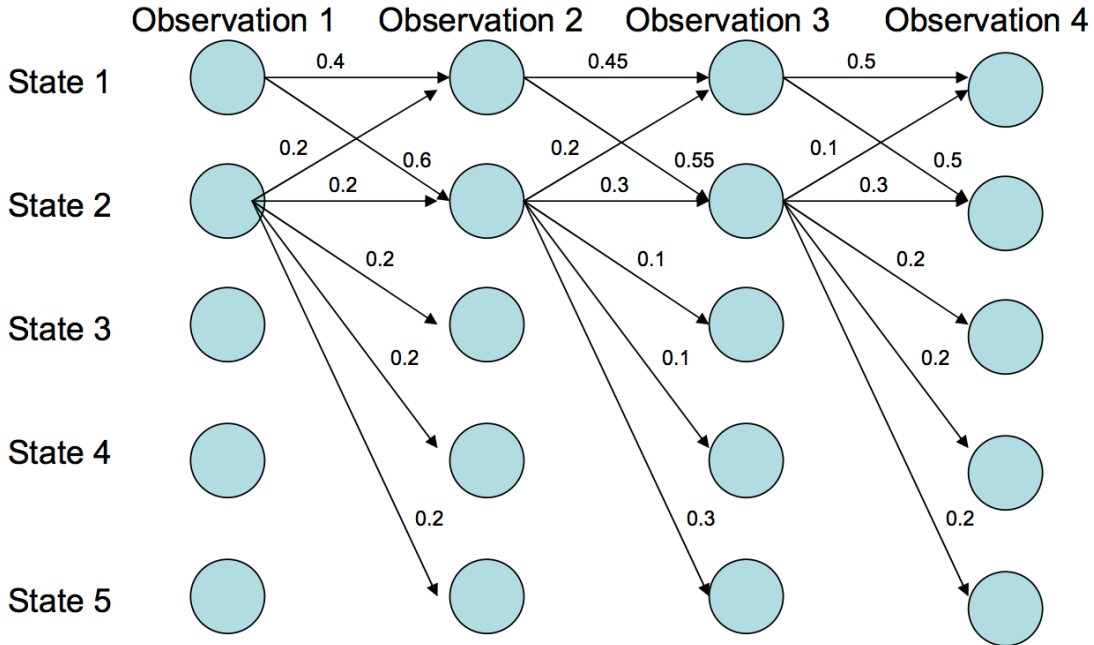 Observation 1 Observation 2 Observation 3 Observation 4
State 1
0.4 0.45 0.5
0.2 0.6 0.2 0.55 0.1 0.5
State 2
0.2 0.3 0.3
0.2 0.1 0.2
State 3
0.2 0.1 0.2
State 4
0.2 0.3 0.2
State 5